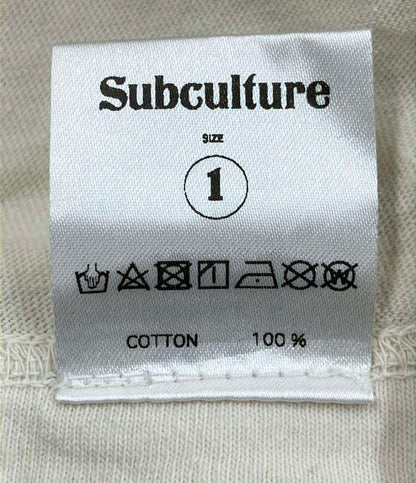 Subculture
SIZE
1
COTTON 100 %